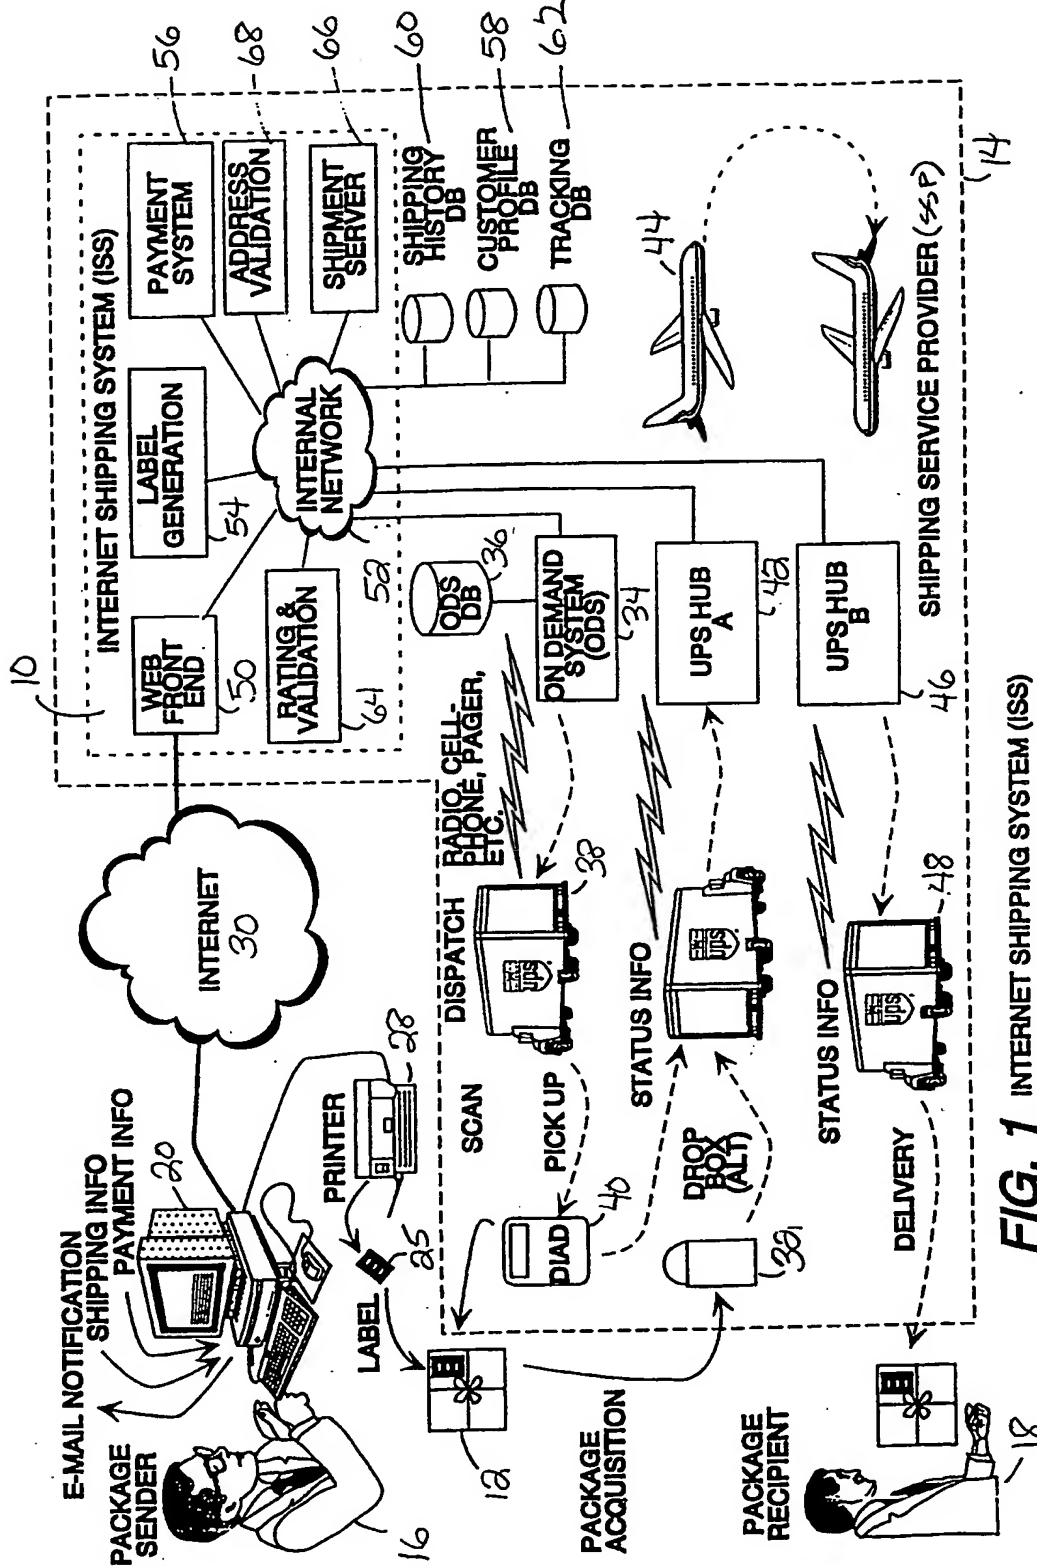 E-MAIL NOTIFICATION
SHIPPING INFO
PAYMENT INFO
PACKAGE
SENDER
16
20
PRINTER
28
LABEL
25
12
INTERNET
30
10
INTERNET SHIPPING SYSTEM (ISS)
WEB
FRONT
END
50
LABEL
GENERATION
54
PAYMENT
SYSTEM
56
ADDRESS
VALIDATION
68
SHIPMENT
SERVER
66
RATING &
VALIDATION
64
INTERNAL
NETWORK
52
SHIPPING
HISTORY
DB
60
CUSTOMER
PROFILE
DB
58
TRACKING
DB
62
ODS
DB
36
ON DEMAND
SYSTEM
(ODS)
34
RADIO, CELL-
PHONE, PAGER,
ETC.
DISPATCH
ups
38
SCAN
PICK UP
DIAD
40
PACKAGE
ACQUISITION
DROP
BOX
(ALT)
32
STATUS INFO
ups
UPS HUB
A
42
44
UPS HUB
B
46
STATUS INFO
ups
48
DELIVERY
PACKAGE
RECIPIENT
18
SHIPPING SERVICE PROVIDER (SSP)
14
FIG. 1 INTERNET SHIPPING SYSTEM (ISS)